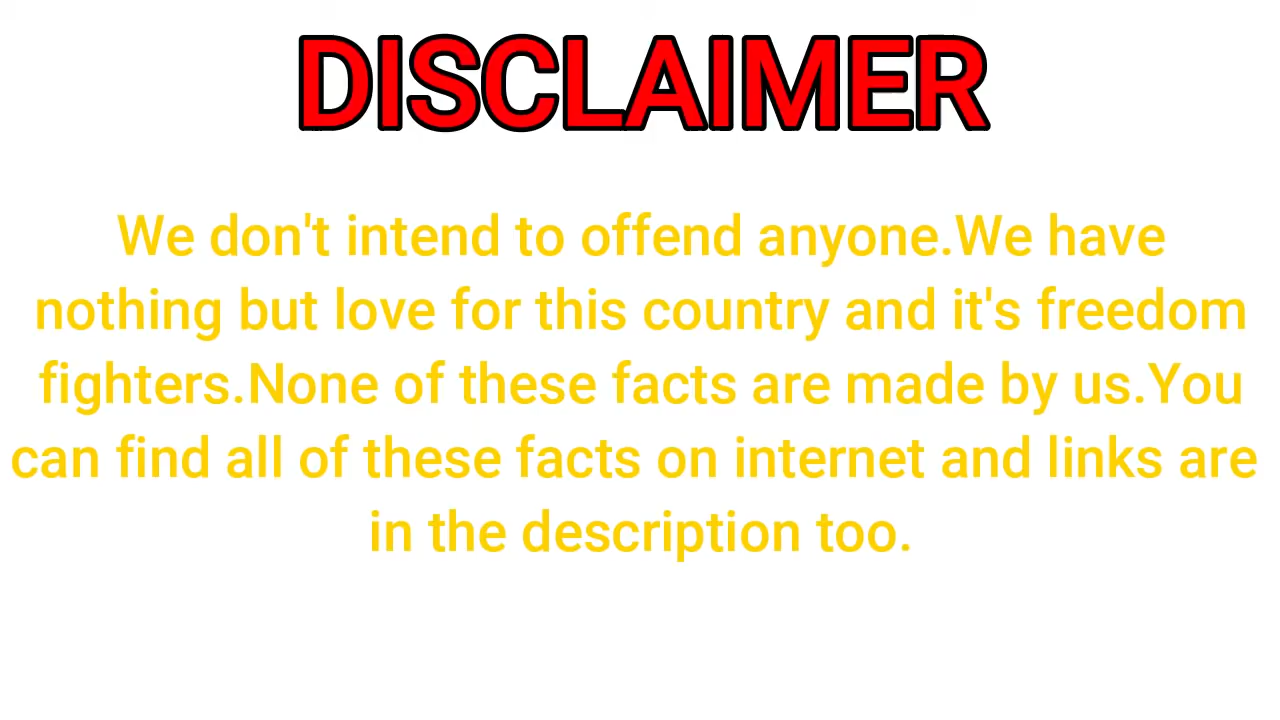 DISCLAIMER
We don't intend to offend anyone.We have
nothing but love for this country and it's freedom
fighters.None of these facts are made by us.You
can find all of these facts on internet and links are
in the description too.